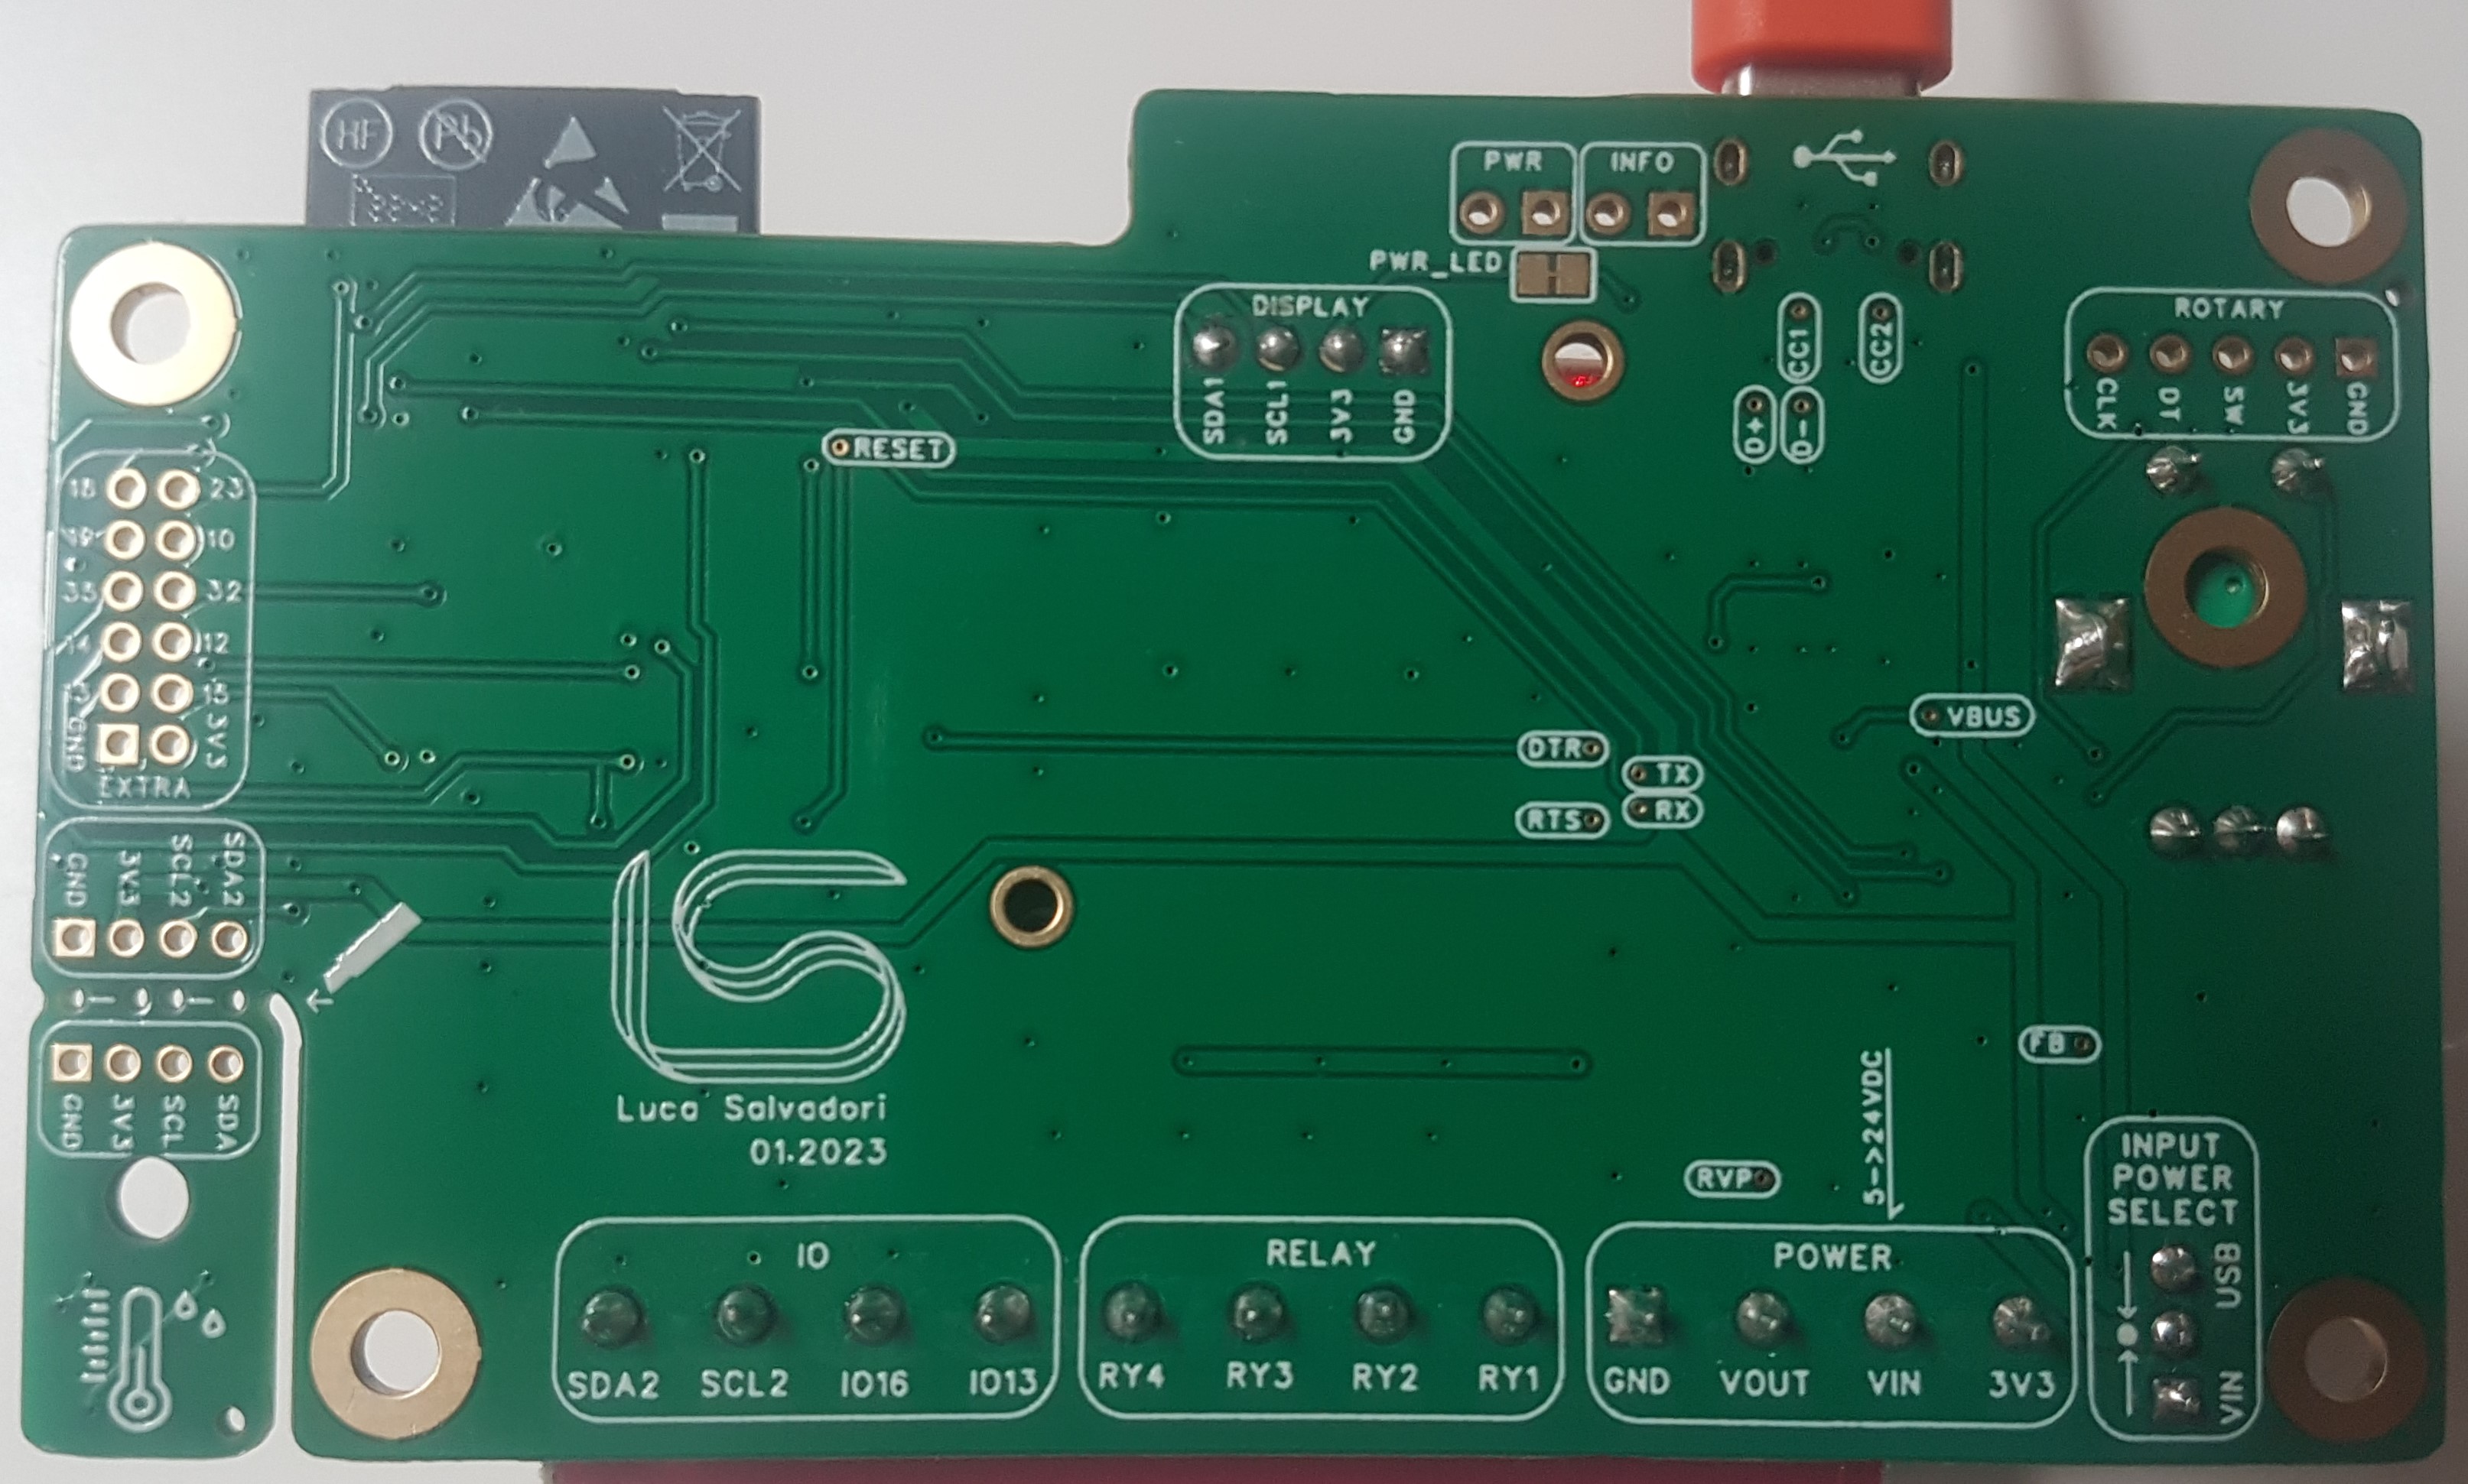 HF
Pb
PWR
INFO
PWR_LED
DISPLAY
SDA1
SCL1
3V3
GND
CC1
CC2
D+
D-
ROTARY
CLK
DT
SW
3V3
GND
RESET
18 23
19 10
35 32
14 12
15
GND 3V3
EXTRA
VBUS
DTR
TX
RTS
RX
GND
3V3
SCL2
SDA2
GND
3V3
SCL
SDA
FB
Luca Salvadori
01.2023
5->24VDC
RVP
INPUT
POWER
SELECT
USB
VIN
IO
SDA2 SCL2 IO16 IO13
RELAY
RY4 RY3 RY2 RY1
POWER
GND VOUT VIN 3V3